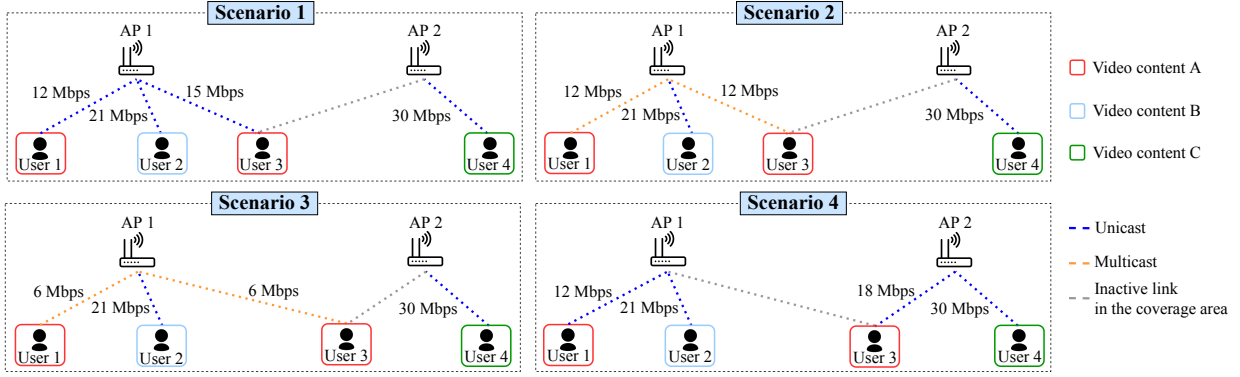 Scenario 1
AP 1
AP 2
12 Mbps
15 Mbps
21 Mbps
30 Mbps
User 1
User 2
User 3
User 4
Scenario 2
AP 1
AP 2
12 Mbps
12 Mbps
21 Mbps
30 Mbps
User 1
User 2
User 3
User 4
Video content A
Video content B
Video content C
Scenario 3
AP 1
AP 2
6 Mbps
6 Mbps
21 Mbps
30 Mbps
User 1
User 2
User 3
User 4
Scenario 4
AP 1
AP 2
12 Mbps
18 Mbps
21 Mbps
30 Mbps
User 1
User 2
User 3
User 4
Unicast
Multicast
Inactive link
in the coverage area